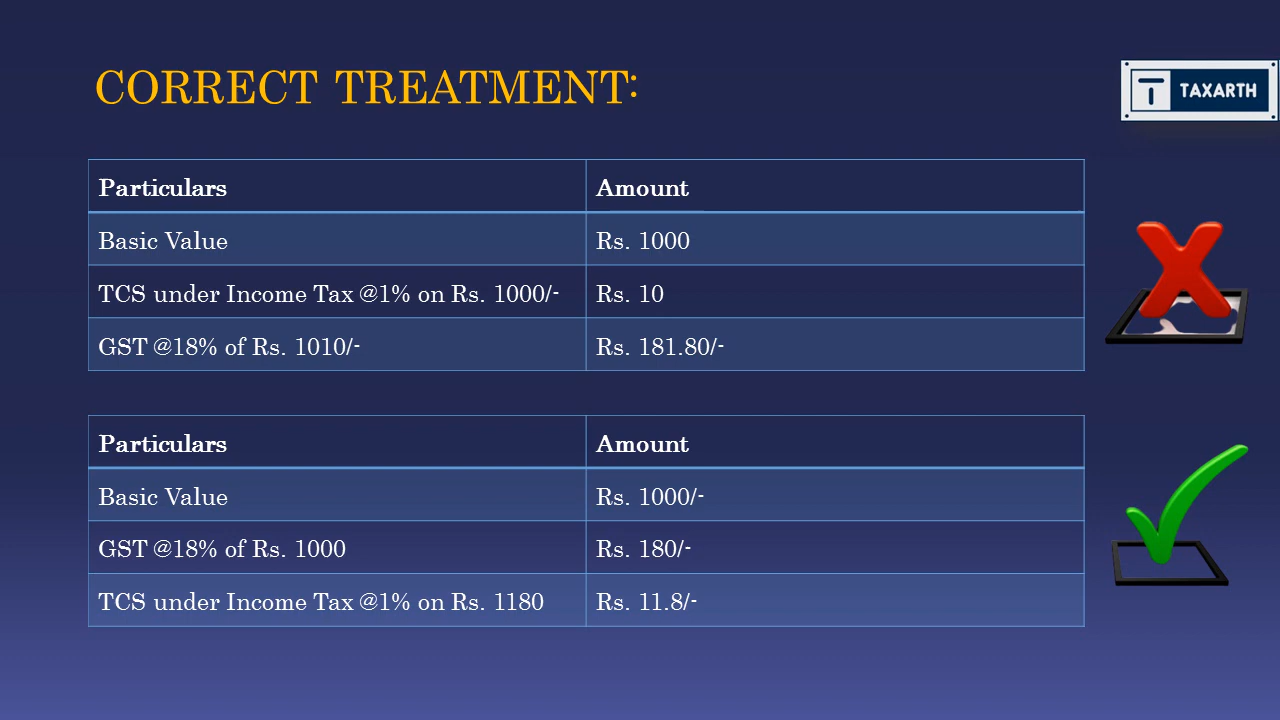 CORRECT TREATMENT:
TAXARTH
Particulars Amount
Basic Value Rs. 1000
TCS under Income Tax @1% on Rs. 1000/- Rs. 10
GST @18% of Rs. 1010/- Rs. 181.80/-
Particulars Amount
Basic Value Rs. 1000/-
GST @18% of Rs. 1000 Rs. 180/-
TCS under Income Tax @1% on Rs. 1180 Rs. 11.8/-